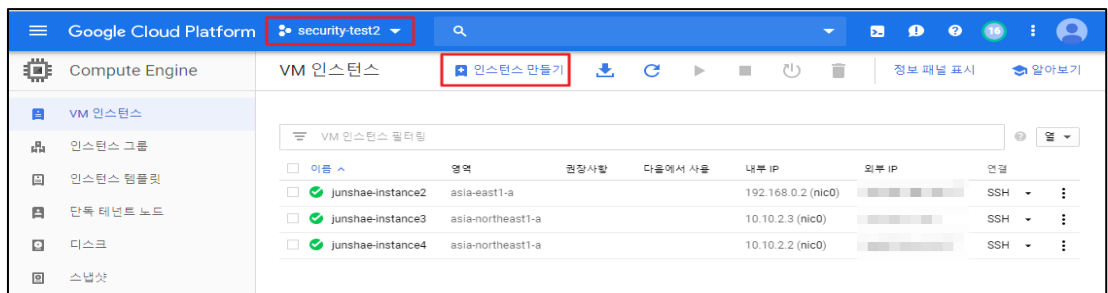 Google Cloud Platform security-test2 16
Compute Engine VM 인스턴스 인스턴스 만들기 정보 패널 표시 알아보기
VM 인스턴스
인스턴스 그룹
인스턴스 템플릿
단독 테넌트 노드
디스크
스냅샷
VM 인스턴스 필터링 열
이름 영역 권장사항 다음에서 사용 내부 IP 외부 IP 연결
junshae-instance2 asia-east1-a 192.168.0.2 (nic0) SSH
junshae-instance3 asia-northeast1-a 10.10.2.3 (nic0) SSH
junshae-instance4 asia-northeast1-a 10.10.2.2 (nic0) SSH